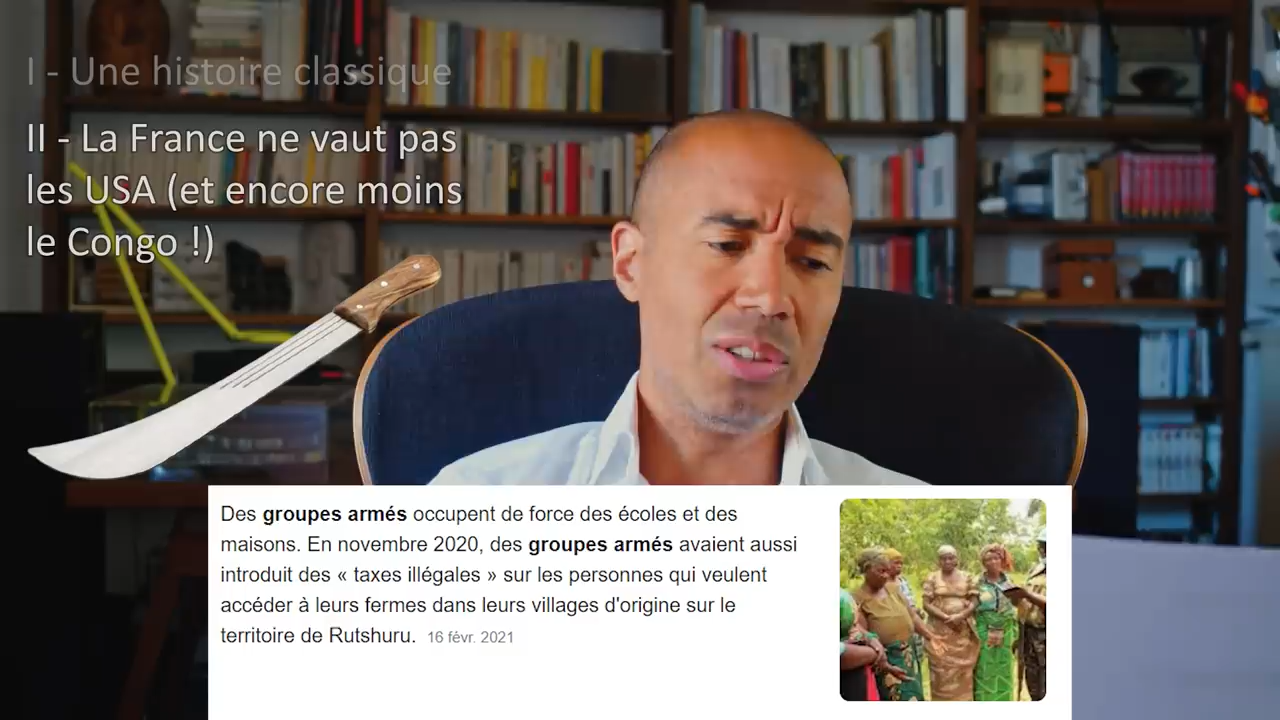 I - Une histoire classique
II - La France ne vaut pas
les USA (et encore moins
le Congo !)
Des groupes armés occupent de force des écoles et des
maisons. En novembre 2020, des groupes armés avaient aussi
introduit des « taxes illégales » sur les personnes qui veulent
accéder à leurs fermes dans leurs villages d'origine sur le
territoire de Rutshuru. 16 févr. 2021